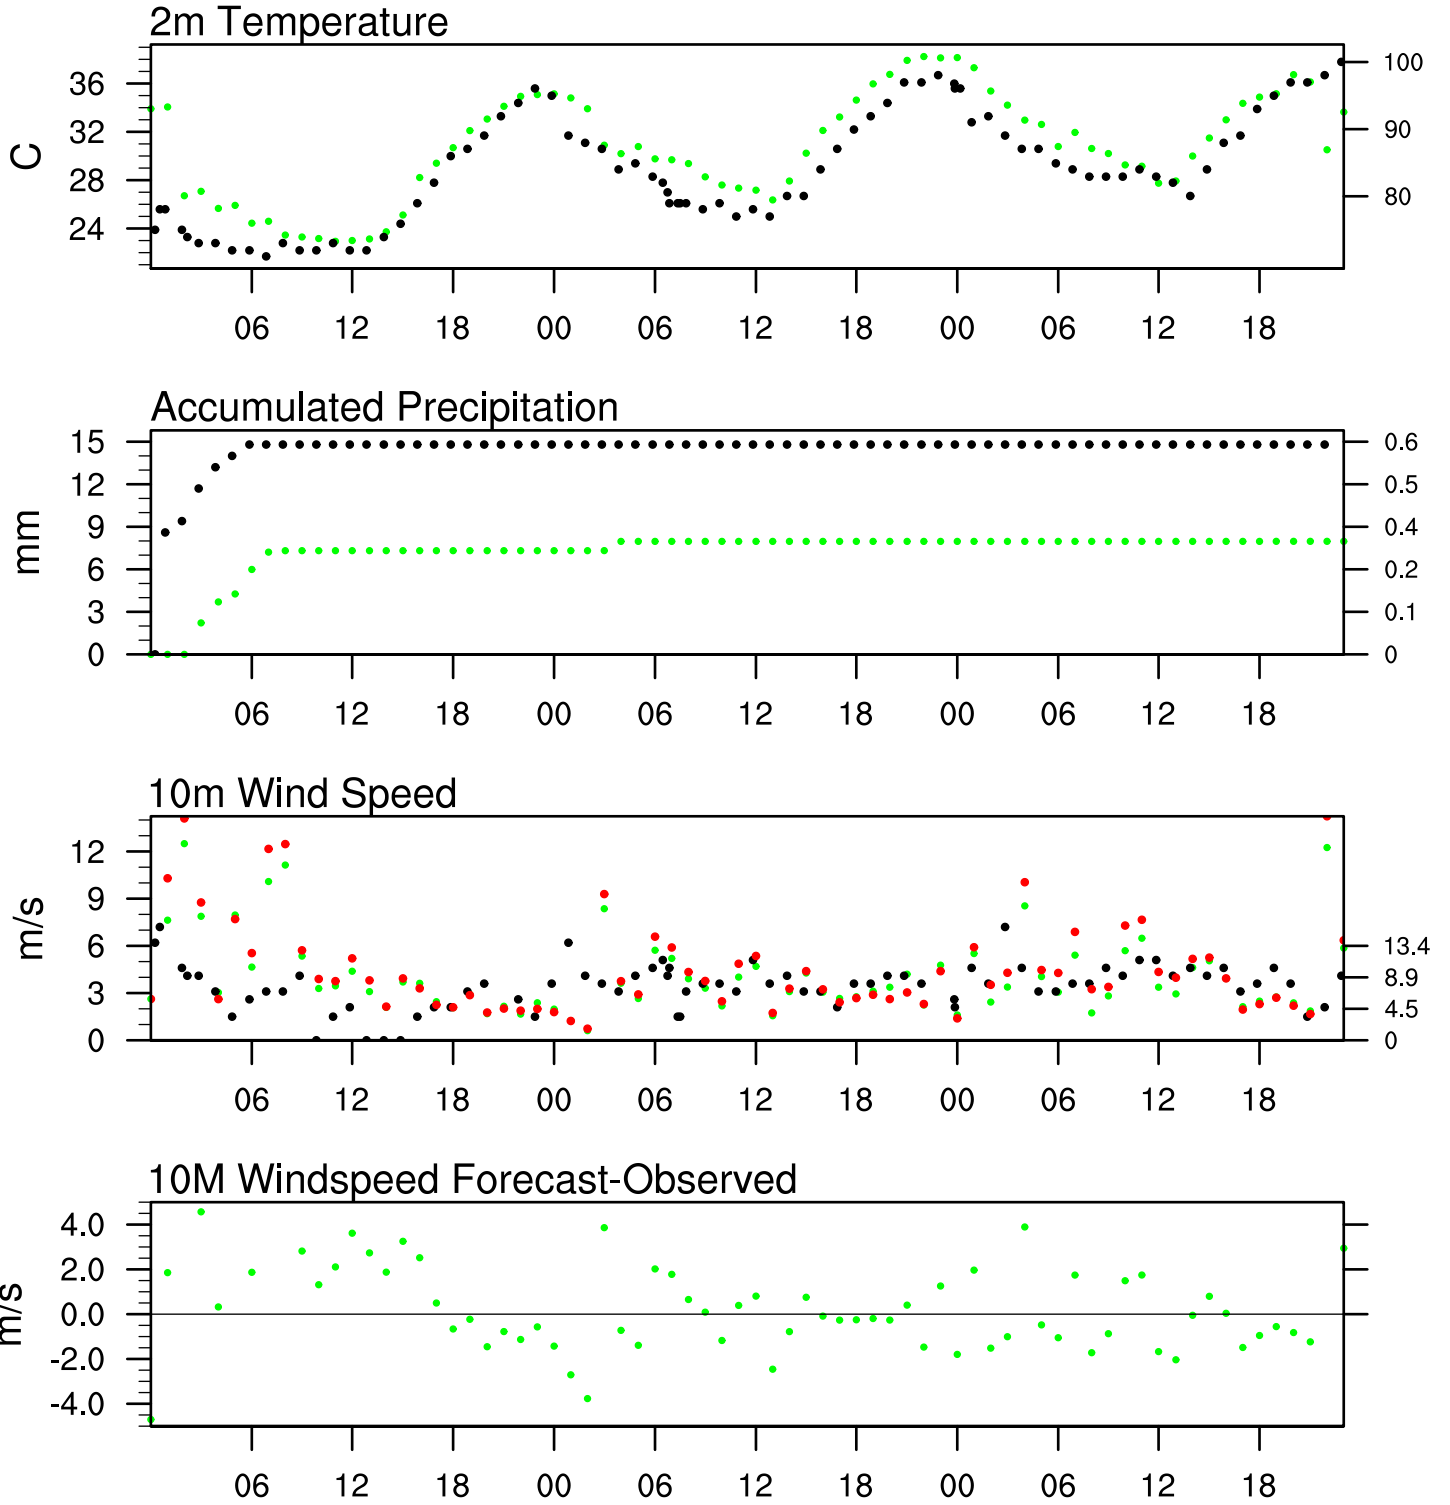 2m Temperature
36 100
32 90
C
28 80
24
06 12 18 00 06 12 18 00 06 12 18
Accumulated Precipitation
15 0.6
12 0.5
9 0.4
mm
6 0.2
3 0.1
0 0
06 12 18 00 06 12 18 00 06 12 18
10m Wind Speed
12
9
m/s
6 13.4
8.9
3
4.5
0 0
06 12 18 00 06 12 18 00 06 12 18
10M Windspeed Forecast-Observed
4.0
2.0
m/s
0.0
-2.0
-4.0
06 12 18 00 06 12 18 00 06 12 18